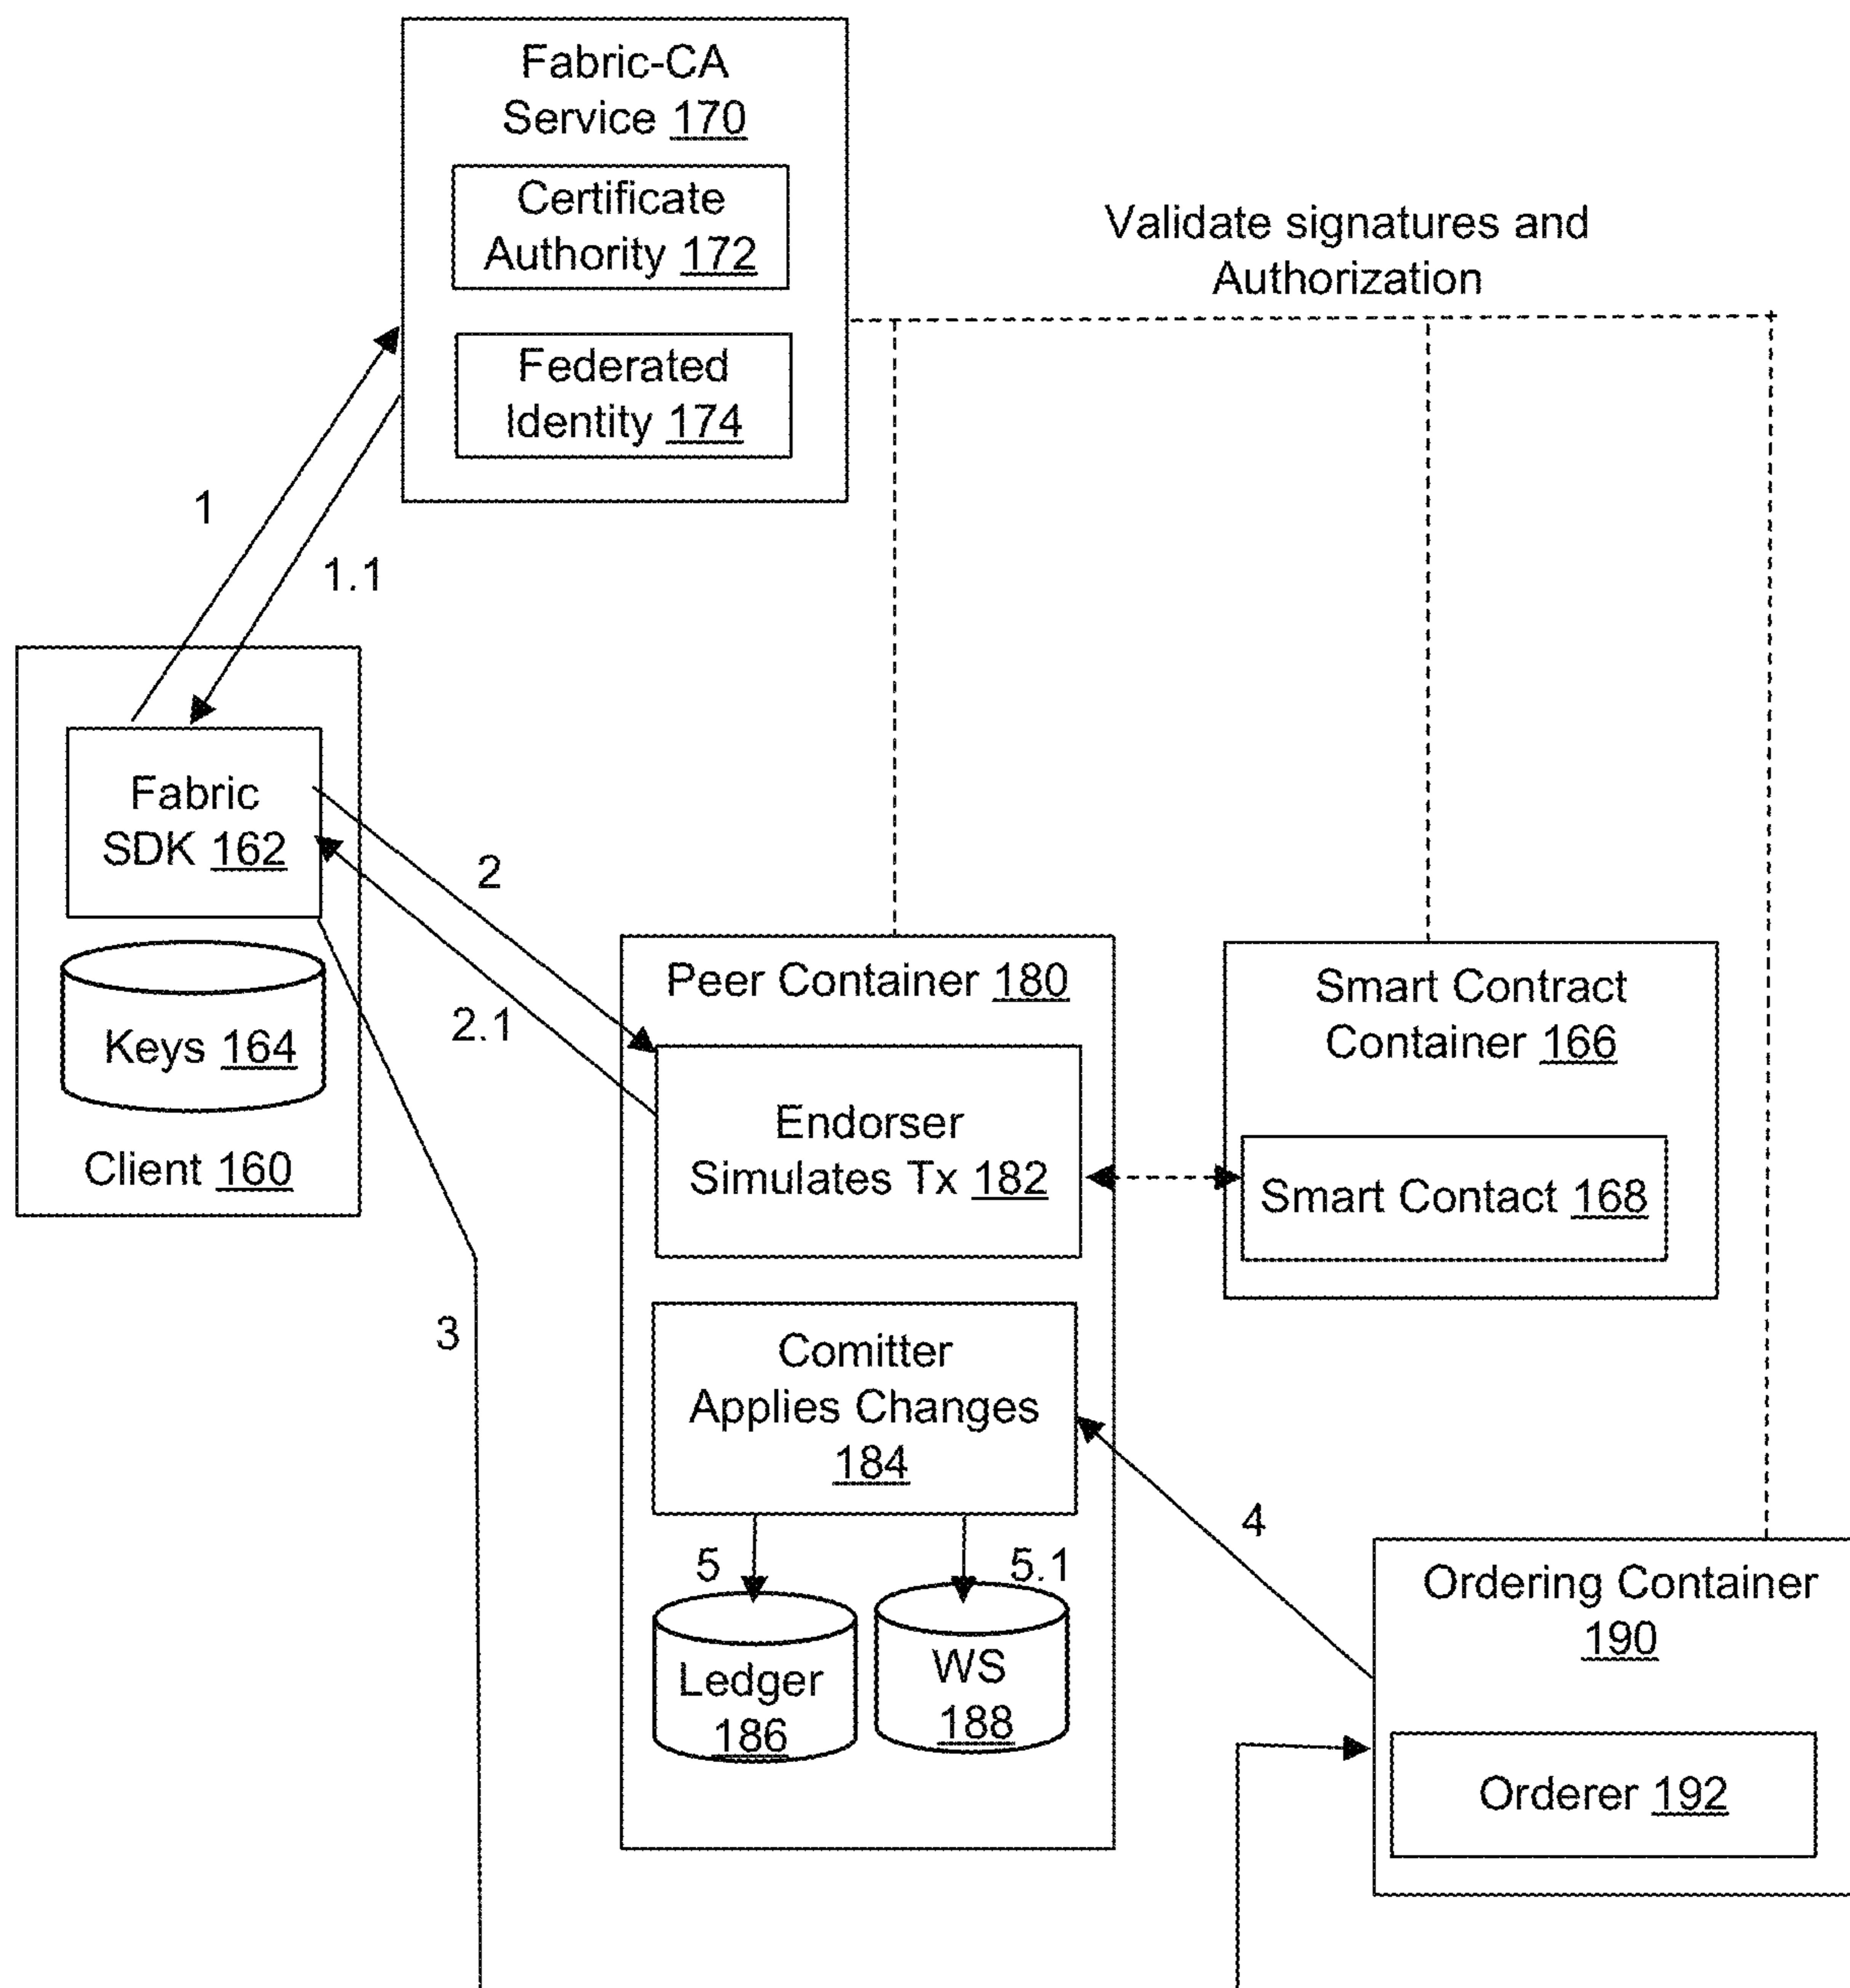 Fabric-CA
Service 170
Certificate
Authority 172
Federated
Identity 174
Validate signatures and
Authorization
1
1.1
Fabric
SDK 162
Keys 164
Client 160
2
2.1
3
Peer Container 180
Endorser
Simulates Tx 182
Comitter
Applies Changes
184
5
5.1
Ledger
186
WS
188
Smart Contract
Container 166
Smart Contact 168
4
Ordering Container
190
Orderer 192